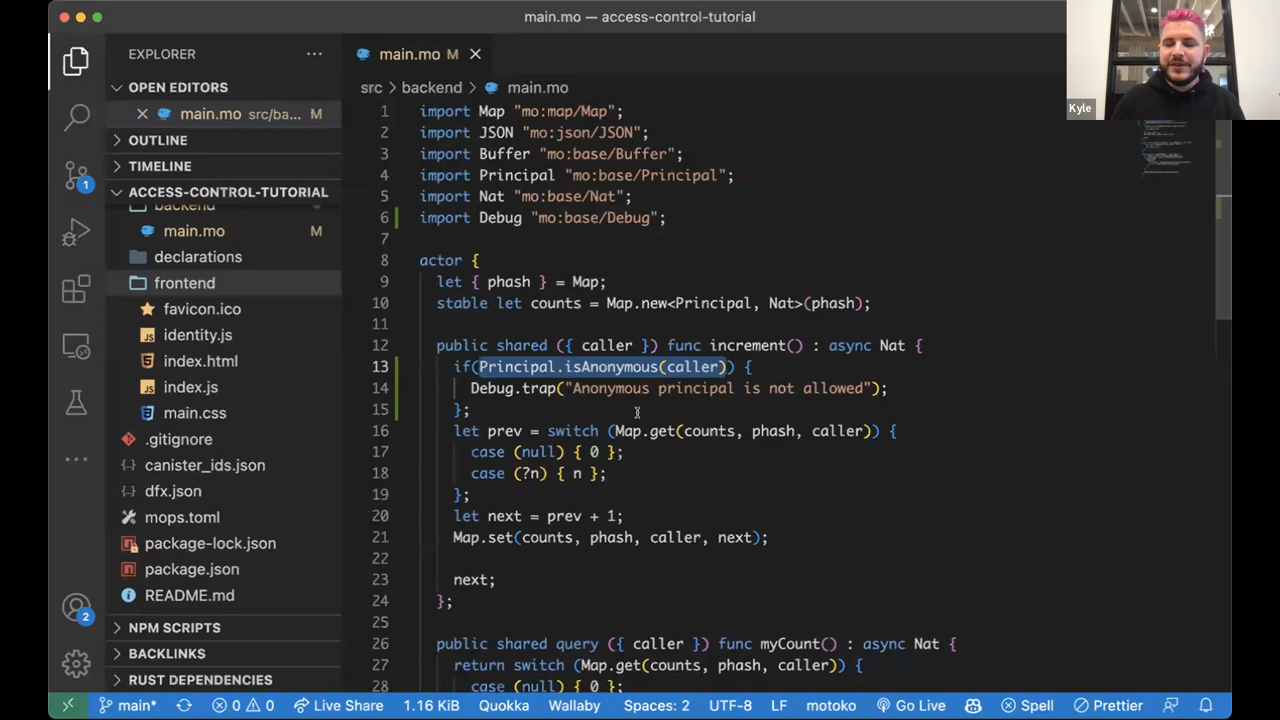 main.mo — access-control-tutorial
Kyle
EXPLORER
OPEN EDITORS
main.mo src/ba... M
OUTLINE
TIMELINE
ACCESS-CONTROL-TUTORIAL
backend
main.mo M
declarations
frontend
favicon.ico
identity.js
index.html
index.js
main.css
.gitignore
canister_ids.json
dfx.json
mops.toml
package-lock.json
package.json
README.md
NPM SCRIPTS
BACKLINKS
RUST DEPENDENCIES
1
2
main.mo M
src > backend > main.mo
1 import Map "mo:map/Map";
2 import JSON "mo:json/JSON";
3 import Buffer "mo:base/Buffer";
4 import Principal "mo:base/Principal";
5 import Nat "mo:base/Nat";
6 import Debug "mo:base/Debug";
7
8 actor {
9 let { phash } = Map;
10 stable let counts = Map.new<Principal, Nat>(phash);
11
12 public shared ({ caller }) func increment() : async Nat {
13 if(Principal.isAnonymous(caller)) {
14 Debug.trap("Anonymous principal is not allowed");
15 };
16 let prev = switch (Map.get(counts, phash, caller)) {
17 case (null) { 0 };
18 case (?n) { n };
19 };
20 let next = prev + 1;
21 Map.set(counts, phash, caller, next);
22
23 next;
24 };
25
26 public shared query ({ caller }) func myCount() : async Nat {
27 return switch (Map.get(counts, phash, caller)) {
28 case (null) { 0 };
main* 0 0 Live Share 1.16 KiB Quokka Wallaby Spaces: 2 UTF-8 LF motoko Go Live Spell Prettier